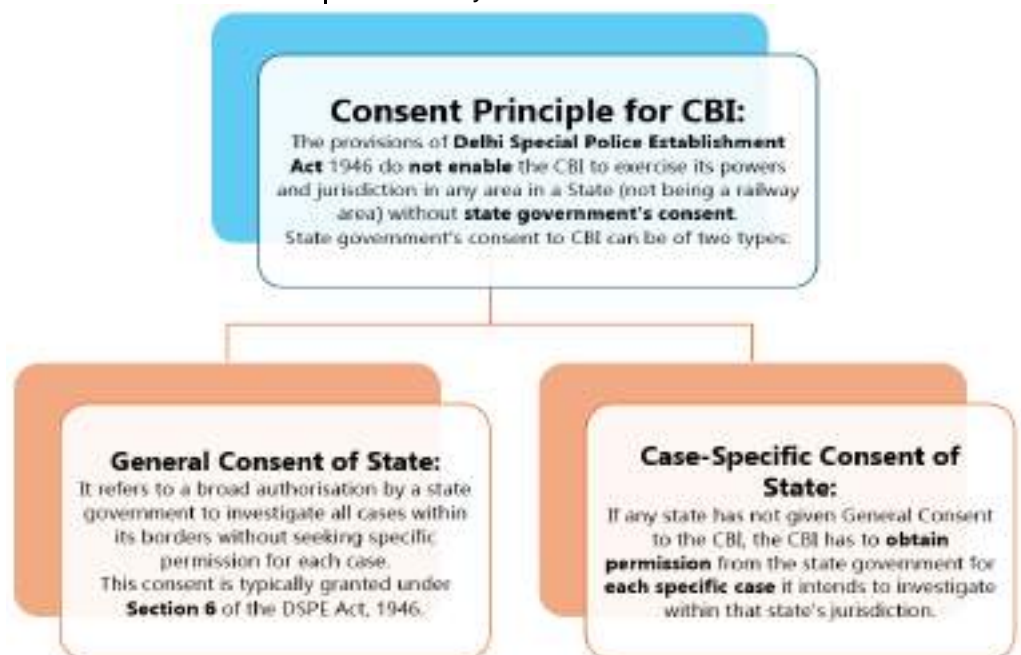 Consent Principle for CBI:
The provisions of Delhi Special Police Establishment
Act 1946 do not enable the CBI to exercise its powers
and jurisdiction in any area in a State (not being a railway
area) without state government's consent.
State government's consent to CBI can be of two types:
General Consent of State:
It refers to a broad authorisation by a state
government to investigate all cases within
its borders without seeking specific
permission for each case.
This consent is typically granted under
Section 6 of the DSPE Act, 1946.
Case-Specific Consent of
State:
If any state has not given General Consent
to the CBI, the CBI has to obtain
permission from the state government for
each specific case it intends to investigate
within that state's jurisdiction.